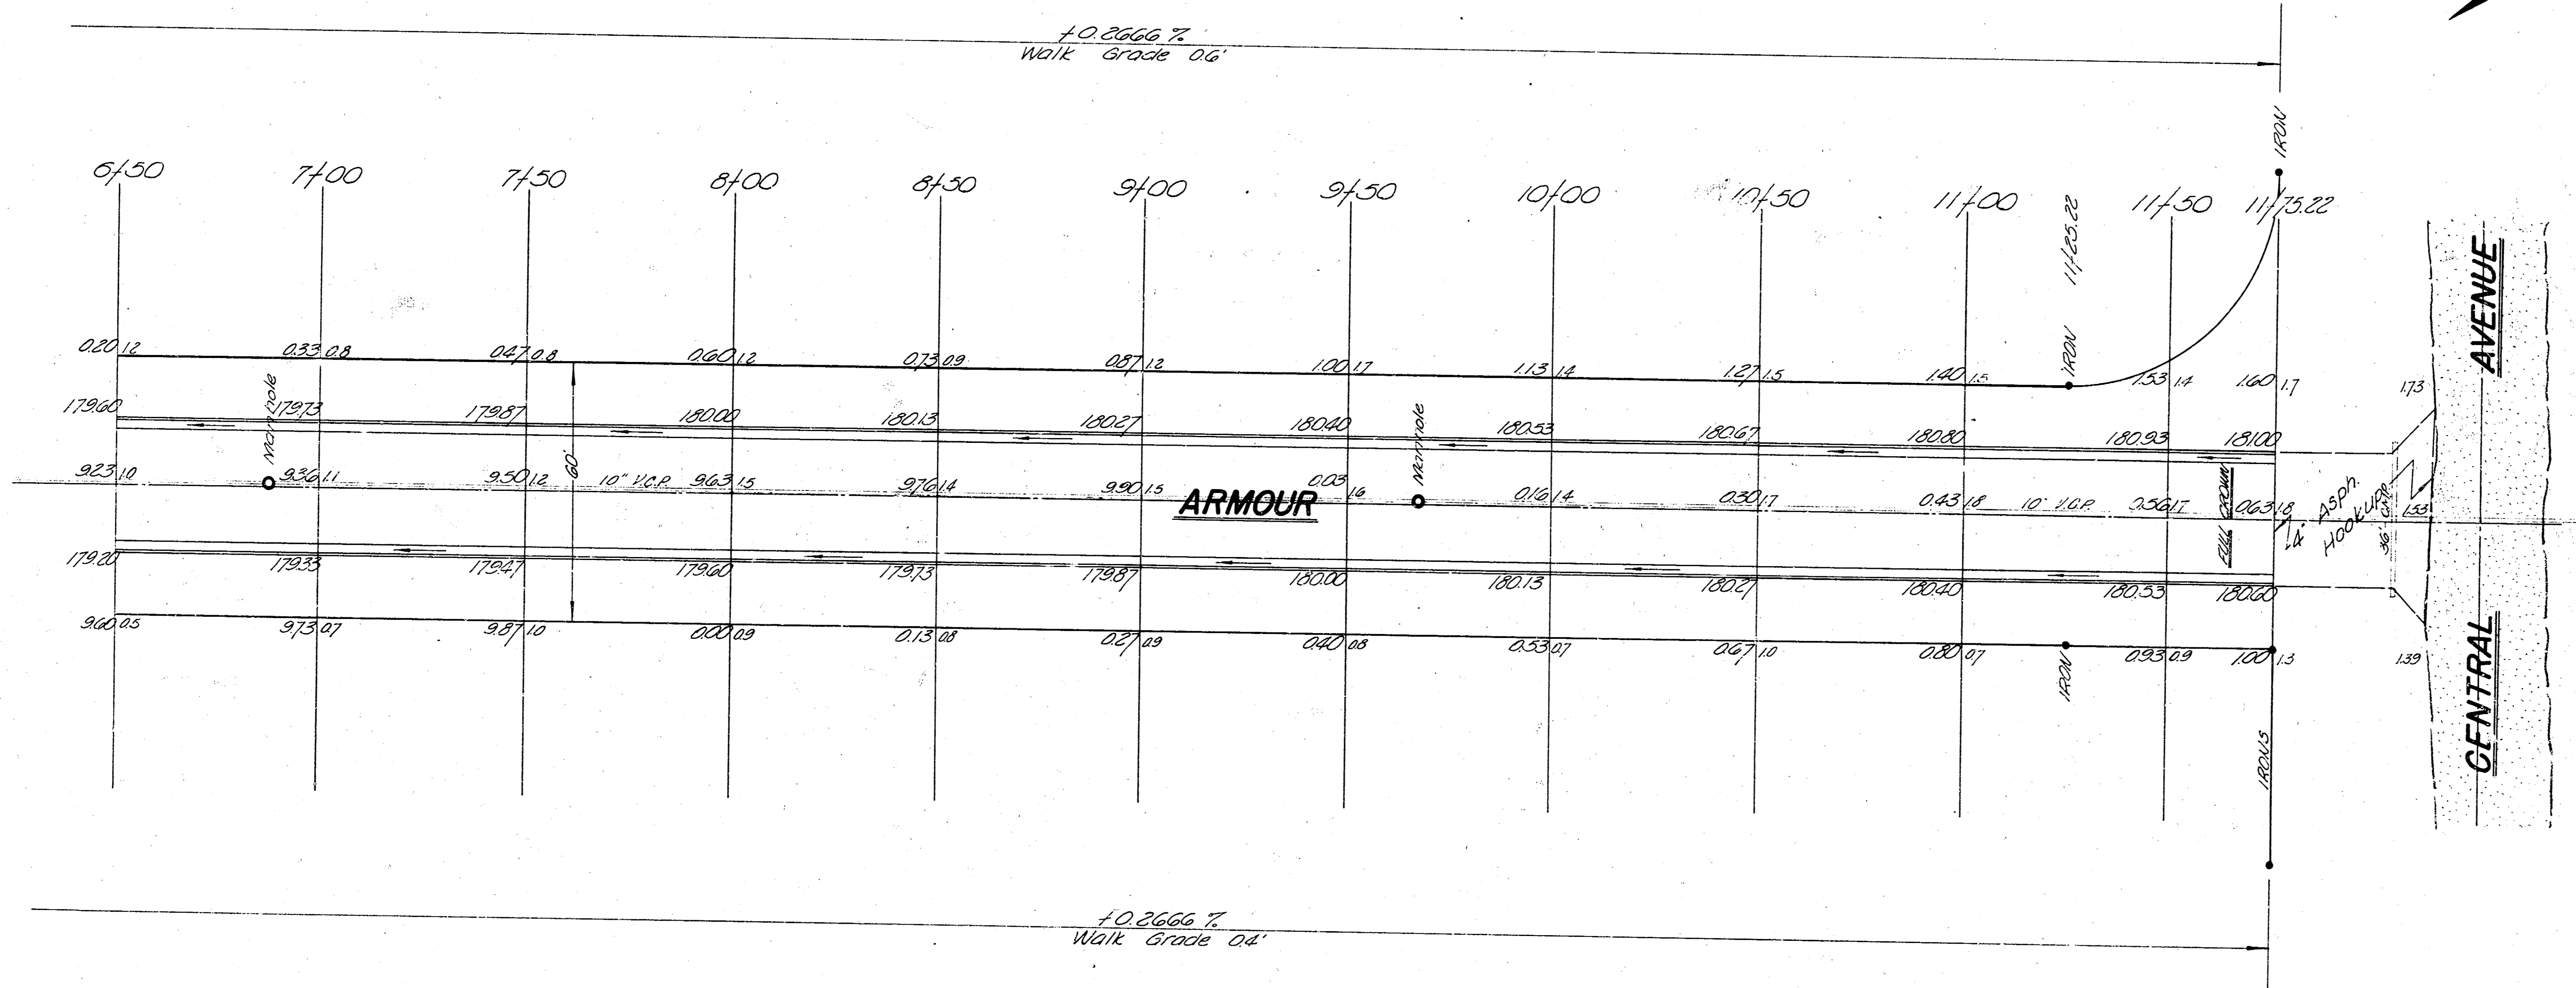 +0.2666 %
Walk Grade 0.6'
IRON
6+50 7+00 7+50 8+00 8+50 9+00 9+50 10+00 10+50 11+00 11+25.22 11+50 11+75.22
IRON
0.20 1.2 0.33 0.8 0.47 0.8 0.60 1.2 0.73 0.9 0.87 1.2 1.00 1.7 1.13 1.4 1.27 1.5 1.40 1.5 1.53 1.4 1.60 1.7 1.73
Manhole Manhole
179.60 179.73 179.87 180.00 180.13 180.27 180.40 180.53 180.67 180.80 180.93 181.00
9.23 1.0 9.36 1.1 9.50 1.2 10" V.C.P. 9.63 1.5 9.76 1.4 9.90 1.5 0.03 1.6 0.16 1.4 0.30 1.7 0.43 1.8 10" V.C.P. 0.56 1.7 0.63 1.8 1.53
60'
ARMOUR
FULL CROWN
4" Asph.
Hookup
36' C.M.P.
179.20 179.33 179.47 179.60 179.73 179.87 180.00 180.13 180.27 180.40 180.53 180.60
9.60 0.5 9.73 0.7 9.87 1.0 0.00 0.9 0.13 0.8 0.27 0.9 0.40 0.8 0.53 0.7 0.67 1.0 0.80 0.7 0.93 0.9 1.00 1.3 1.39
IRON
IRONS
CENTRAL AVENUE
+0.2666 %
Walk Grade 0.4'